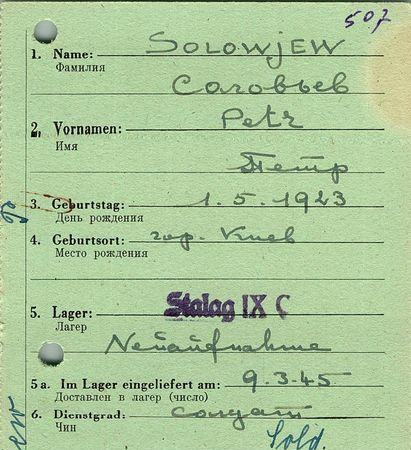 507
1. Name: SOLOWJEW
Фамилия
Соловьев
2. Vornamen: Petr
Имя
Петр
3. Geburtstag: 1.5.1923
День рождения
4. Geburtsort: гор. Киев
Место рождения
5. Lager: Stalag IX C
Лагерь
Neuaufnahme
5a. Im Lager eingeliefert am: 9.3.45
Доставлен в лагерь (число)
6. Dienstgrad: солдат
Чин
Sold.